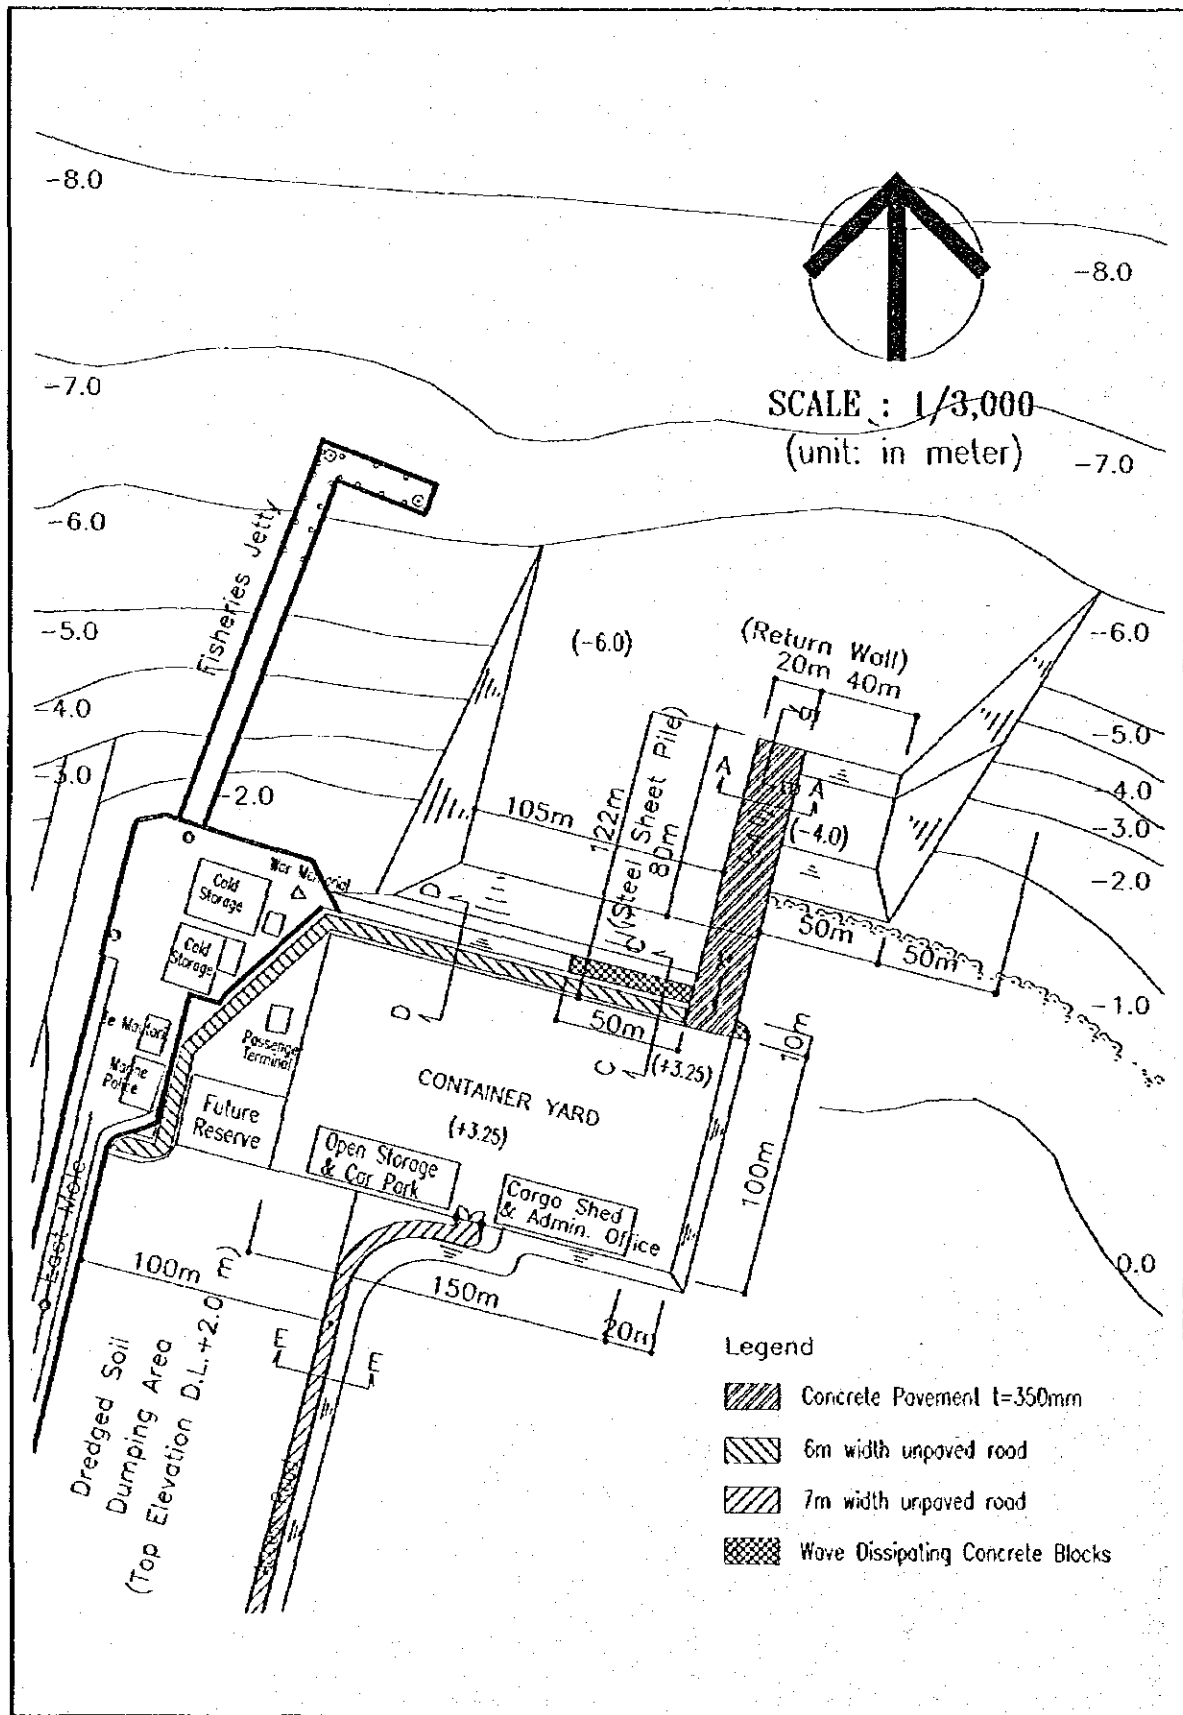 -8.0
-8.0
-7.0
SCALE : 1/3,000
(unit: in meter)
-7.0
-6.0
Fisheries Jetty
-5.0
(-6.0)
(Return Wall)
20m 40m
-6.0
-4.0
-5.0
-3.0
-2.0
105m
122m
(Steel Sheet Pile)
80m
A
A
(-4.0)
-4.0
-3.0
-2.0
War Material
Cold
Storage
Cold
Storage
D
D
C
C
50m
50m
50m
-1.0
10m
(+3.25)
Passenge
Terminal
Marine
Police
CONTAINER YARD
(+3.25)
Future
Reserve
Open Storage
& Car Park
Cargo Shed
& Admin. Office
100m
East Mole
100m
150m
20m
0.0
E
E
Dredged Soil
Dumping Area
(Top Elevation D.L.+2.0 m)
Legend
Concrete Pavement t=350mm
6m width unpaved road
7m width unpaved road
Wave Dissipating Concrete Blocks